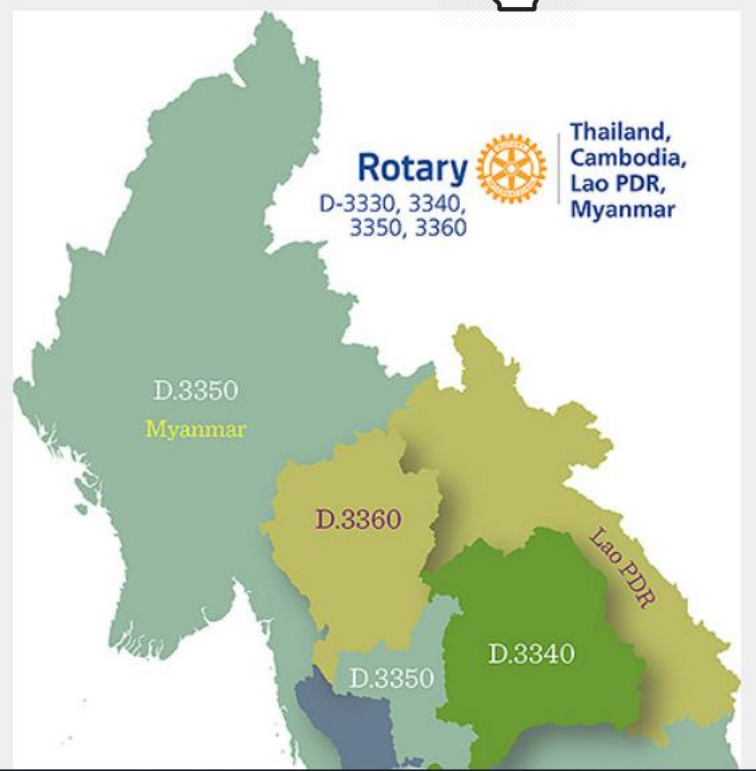 Rotary
D-3330, 3340,
3350, 3360
Thailand,
Cambodia,
Lao PDR,
Myanmar
D.3350
Myanmar
D.3360
Lao PDR
D.3340
D.3350